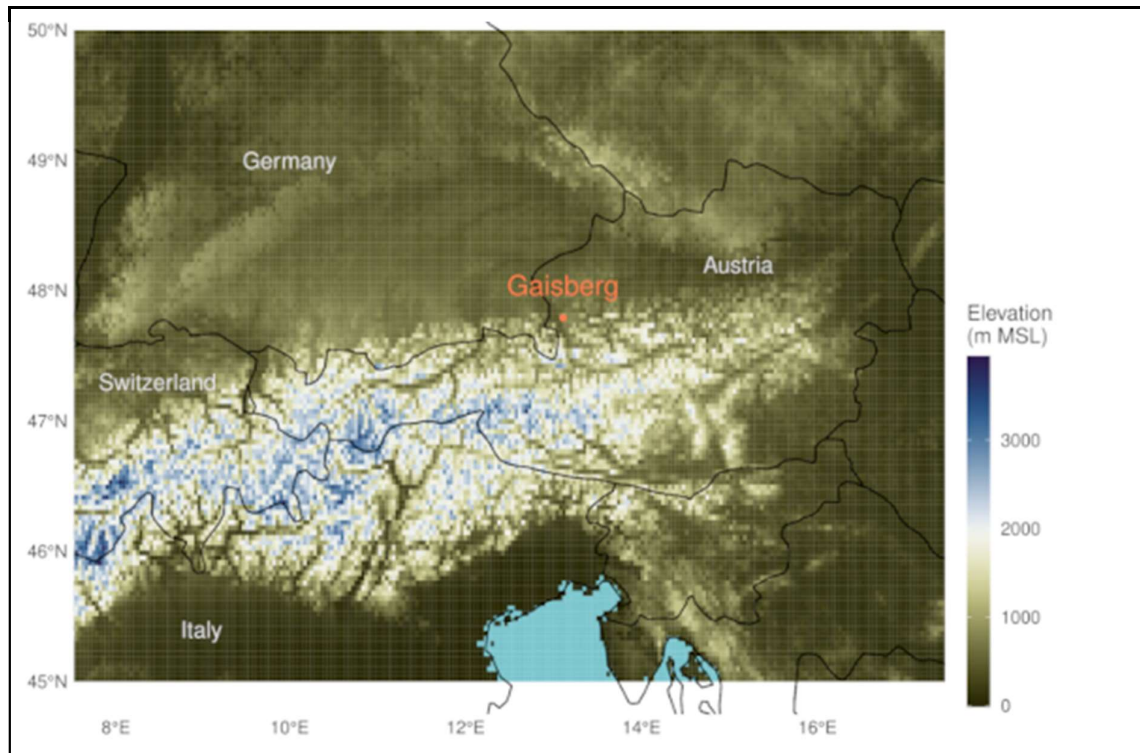 50°N
49°N
Germany
Austria
Gaisberg
48°N
Elevation
(m MSL)
Switzerland
47°N
3000
2000
46°N
Italy
1000
45°N
0
8°E 10°E 12°E 14°E 16°E